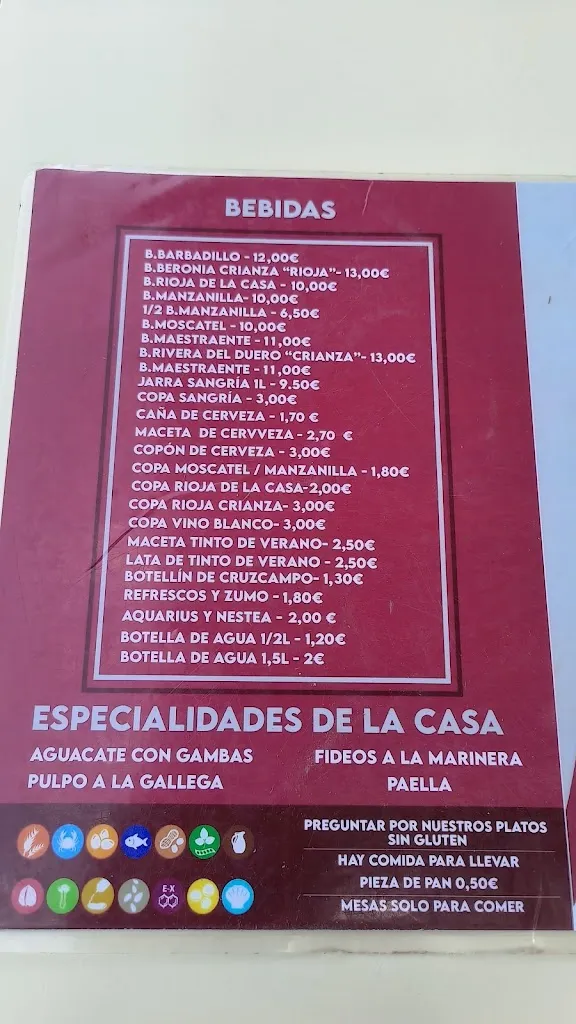 BEBIDAS
B.BARBADILLO - 12,00€
B.BERONIA CRIANZA "RIOJA"- 13,00€
B.RIOJA DE LA CASA - 10,00€
B.MANZANILLA- 10,00€
1/2 B.MANZANILLA - 6,50€
B.MOSCATEL - 10,00€
B.MAESTRAENTE - 11,00€
B.RIVERA DEL DUERO "CRIANZA"- 13,00€
B.MAESTRAENTE - 11,00€
JARRA SANGRÍA 1L - 9.50€
COPA SANGRÍA - 3,00€
CAÑA DE CERVEZA - 1,70 €
MACETA DE CERVVEZA - 2,70 €
COPÓN DE CERVEZA - 3,00€
COPA MOSCATEL / MANZANILLA - 1,80€
COPA RIOJA DE LA CASA-2,00€
COPA RIOJA CRIANZA- 3,00€
COPA VINO BLANCO- 3,00€
MACETA TINTO DE VERANO- 2,50€
LATA DE TINTO DE VERANO - 2,50€
BOTELLÍN DE CRUZCAMPO- 1,30€
REFRESCOS Y ZUMO - 1,80€
AQUARIUS Y NESTEA - 2,00 €
BOTELLA DE AGUA 1/2L - 1,20€
BOTELLA DE AGUA 1,5L - 2€
ESPECIALIDADES DE LA CASA
AGUACATE CON GAMBAS
PULPO A LA GALLEGA
FIDEOS A LA MARINERA
PAELLA
E-X
PREGUNTAR POR NUESTROS PLATOS
SIN GLUTEN
HAY COMIDA PARA LLEVAR
PIEZA DE PAN 0,50€
MESAS SOLO PARA COMER